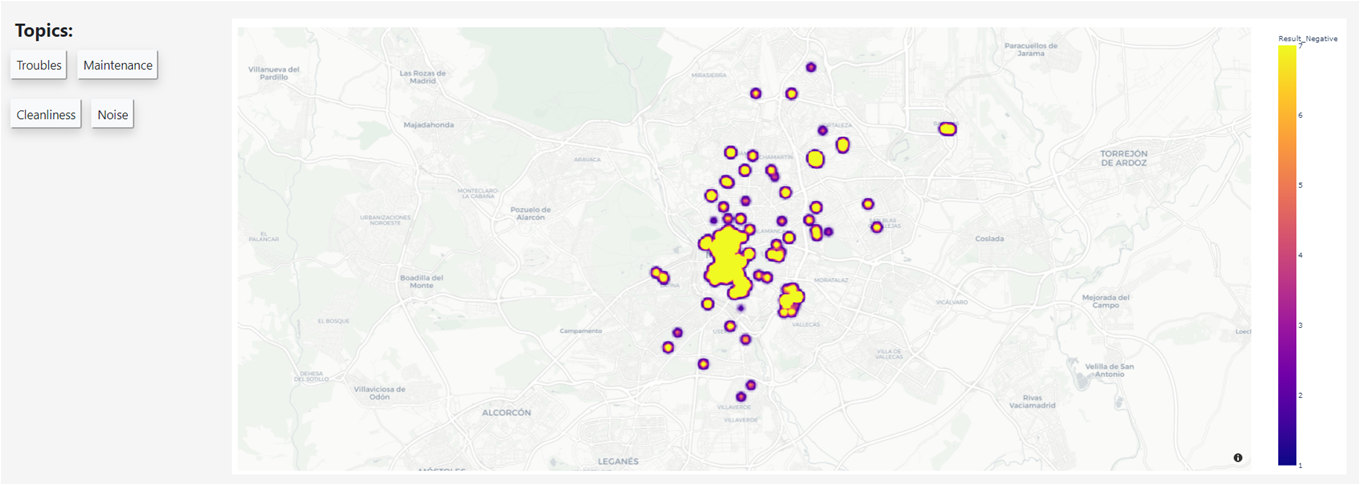 Topics:
Troubles
Maintenance
Cleanliness
Noise
Result_Negative
7
6
5
4
3
2
1
Paracuellos de
Jarama
Villanueva del
Pardillo
Las Rozas de
Madrid
MIRASIERRA
Majadahonda
ARAVACA
CHAMARTÍN
TORREJÓN
DE ARDOZ
MONTECLARO-
LA CABAÑA
Pozuelo de
Alarcón
URBANIZACIONES
NOROESTE
EL
PALANCAR
Coslada
Boadilla del
Monte
MORATALAZ
VICÁLVARO
Mejorada del
Campo
EL BOSQUE
Campamento
VALLECAS
VILLA DE
VALLECAS
Velilla de San
Antonio
DEHESA
DEL SOTILLO
Villaviciosa de
Odón
Rivas
Vaciamadrid
ALCORCÓN
VILLAVERDE
VILLAVERDE
LEGANÉS
MÓSTOLES